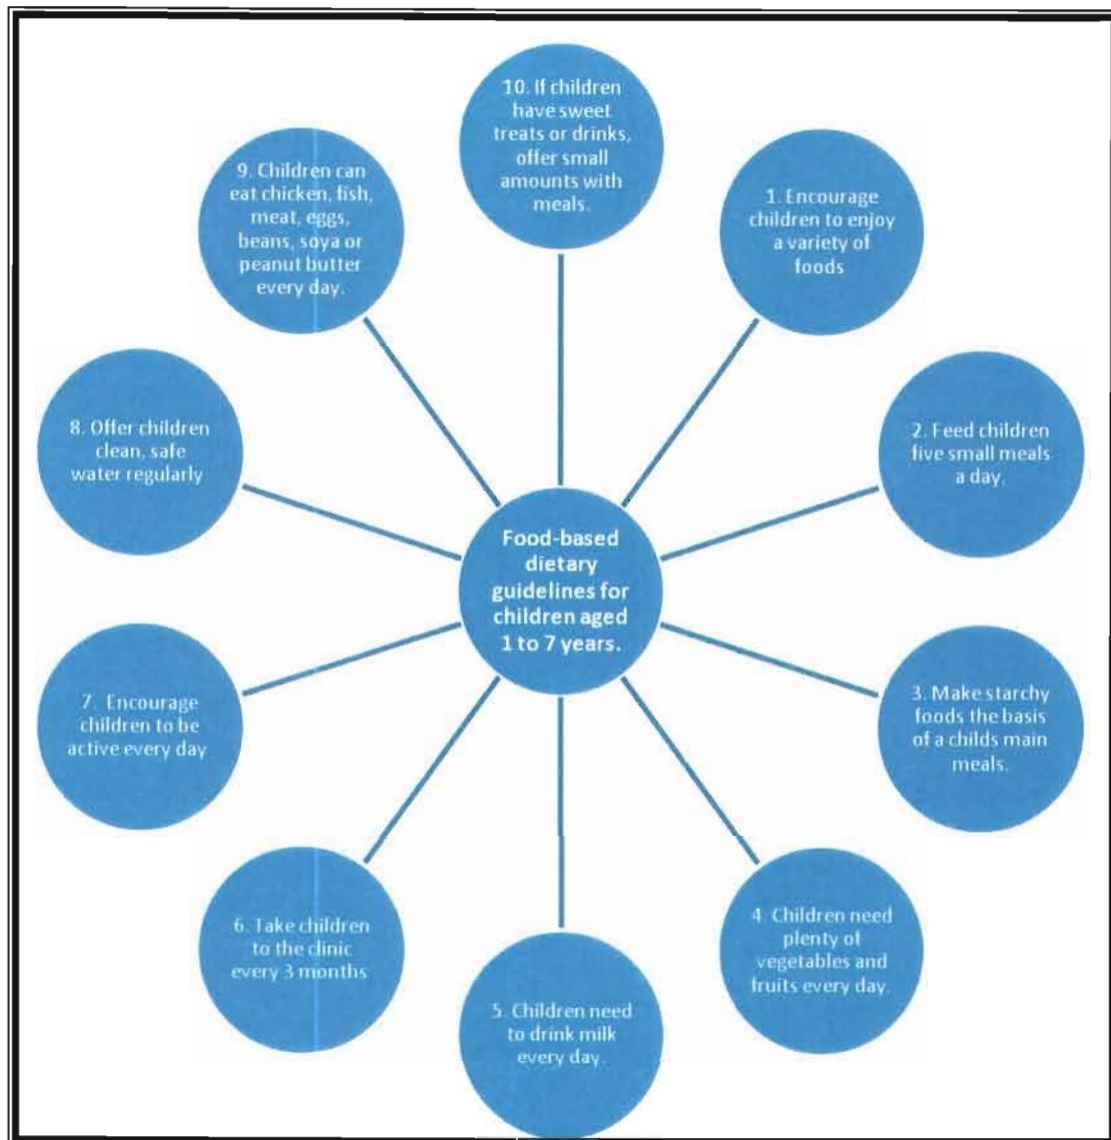 Food-based
dietary
guidelines for
children aged
1 to 7 years.
1. Encourage
children to enjoy
a variety of
foods
2. Feed children
five small meals
a day.
3. Make starchy
foods the basis
of a childs main
meals.
4. Children need
plenty of
vegetables and
fruits every day.
5. Children need
to drink milk
every day.
6. Take children
to the clinic
every 3 months
7. Encourage
children to be
active every day
8. Offer children
clean, safe
water regularly
9. Children can
eat chicken, fish,
meat, eggs,
beans, soya or
peanut butter
every day.
10. If children
have sweet
treats or drinks,
offer small
amounts with
meals.